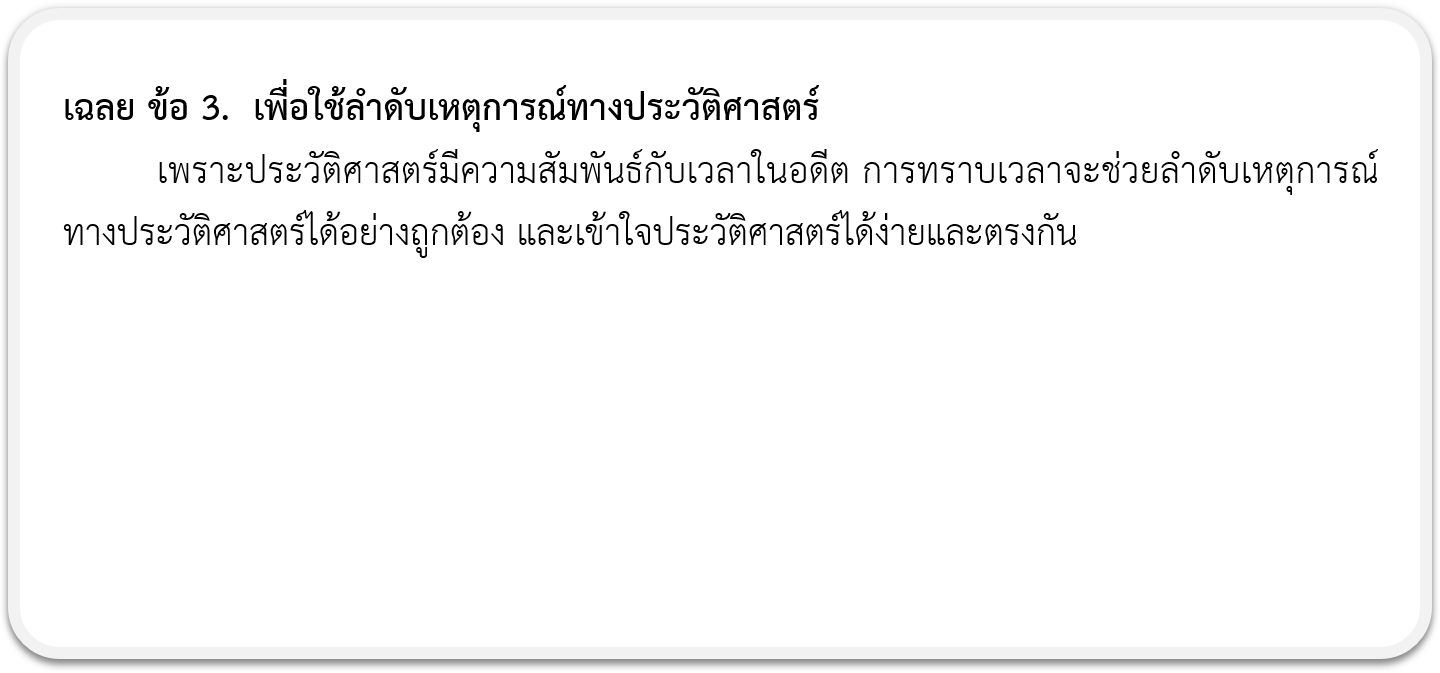 เฉลย ข้อ 3. เพื่อใช้ลำดับเหตุการณ์ทางประวัติศาสตร์
เพราะประวัติศาสตร์มีความสัมพันธ์กับเวลาในอดีต การทราบเวลาจะช่วยลำดับเหตุการณ์
ทางประวัติศาสตร์ได้อย่างถูกต้อง และเข้าใจประวัติศาสตร์ได้ง่ายและตรงกัน